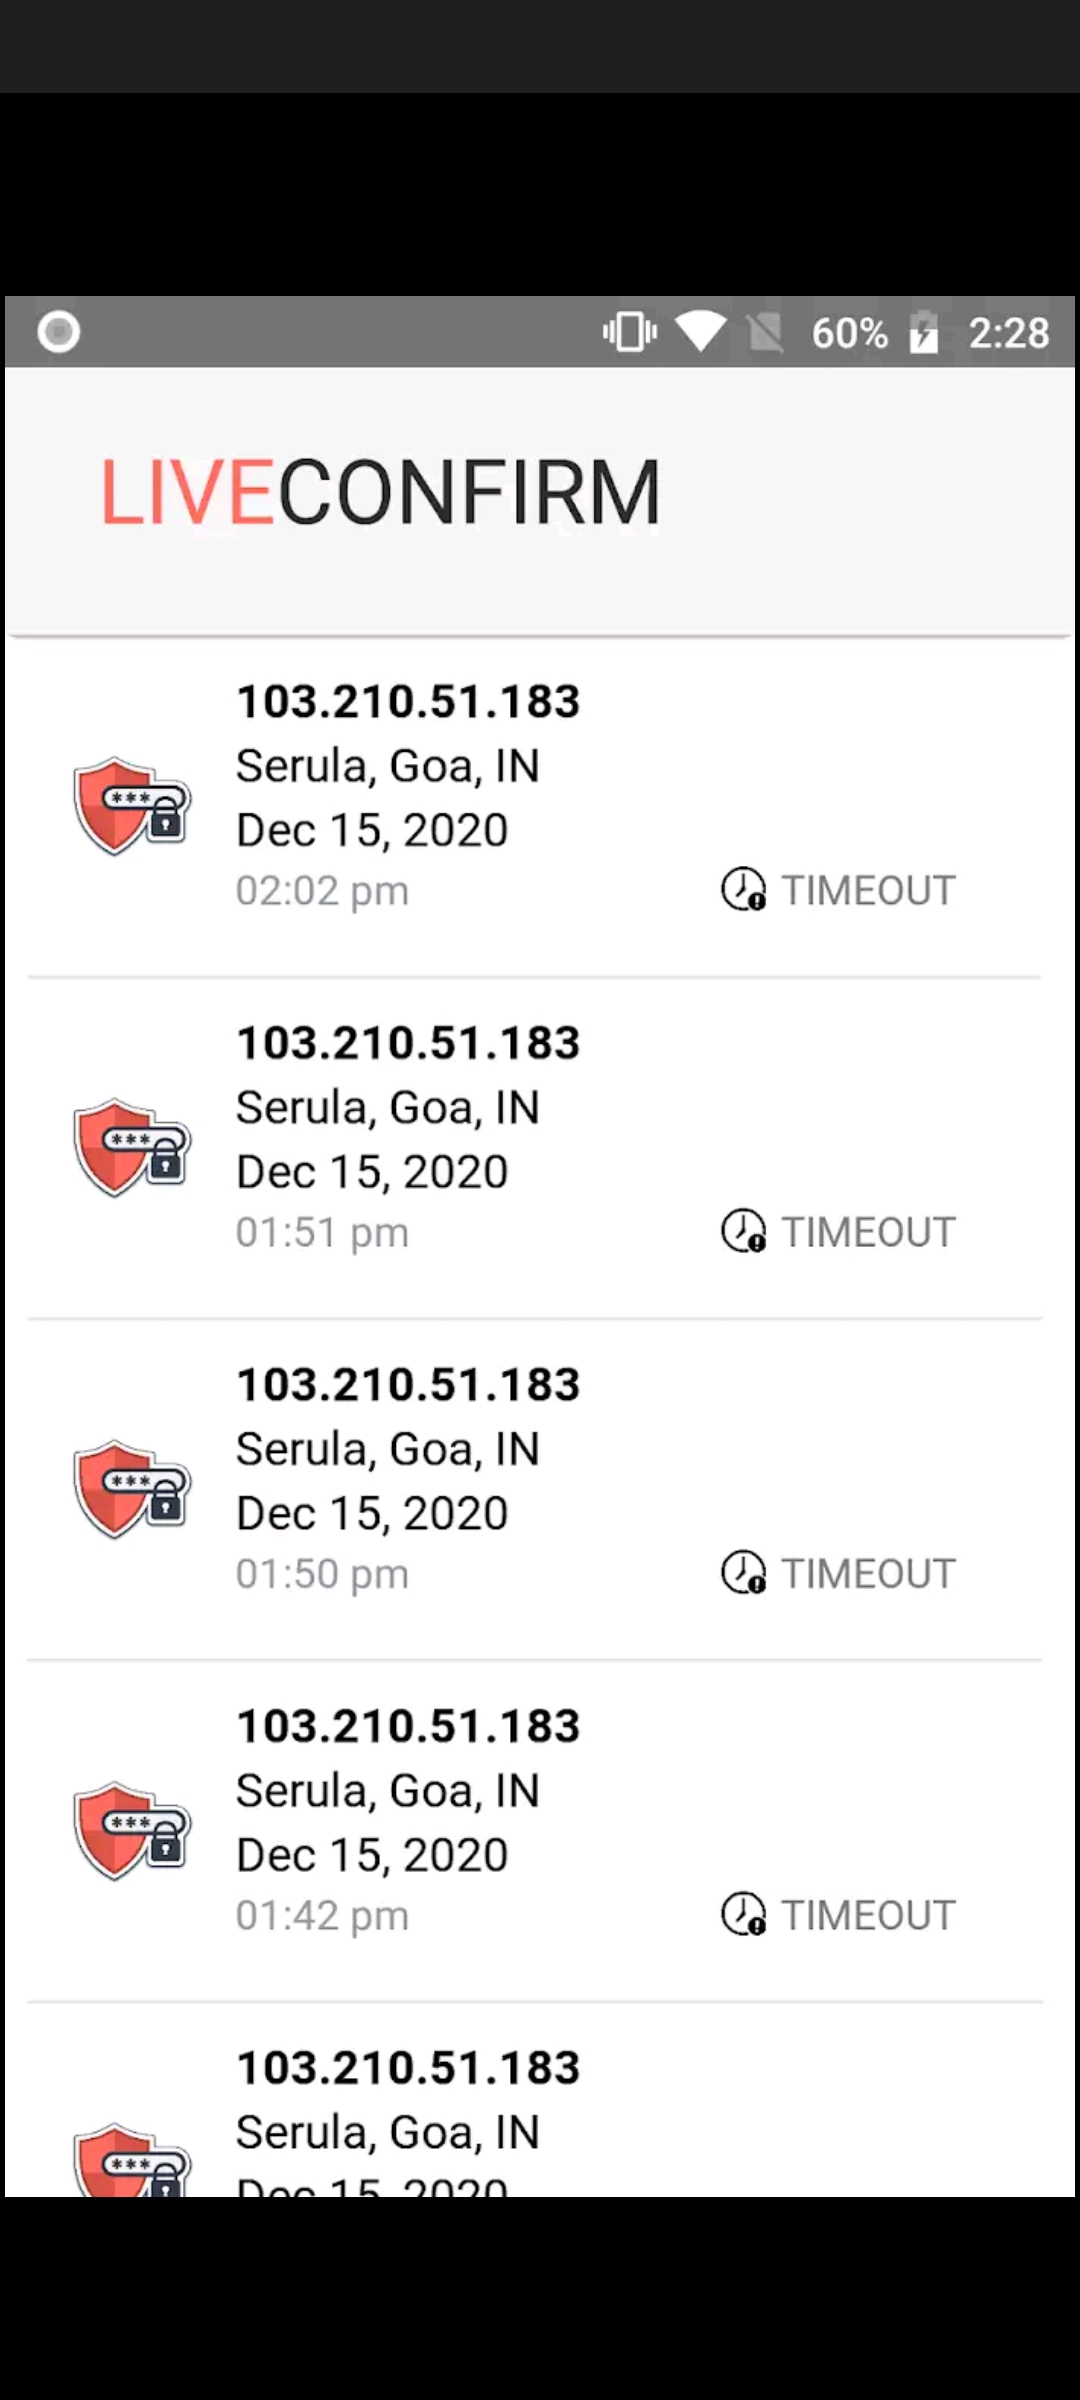 60% 2:28
LIVECONFIRM
103.210.51.183
Serula, Goa, IN
Dec 15, 2020
02:02 pm TIMEOUT
103.210.51.183
Serula, Goa, IN
Dec 15, 2020
01:51 pm TIMEOUT
103.210.51.183
Serula, Goa, IN
Dec 15, 2020
01:50 pm TIMEOUT
103.210.51.183
Serula, Goa, IN
Dec 15, 2020
01:42 pm TIMEOUT
103.210.51.183
Serula, Goa, IN
Dec 15, 2020